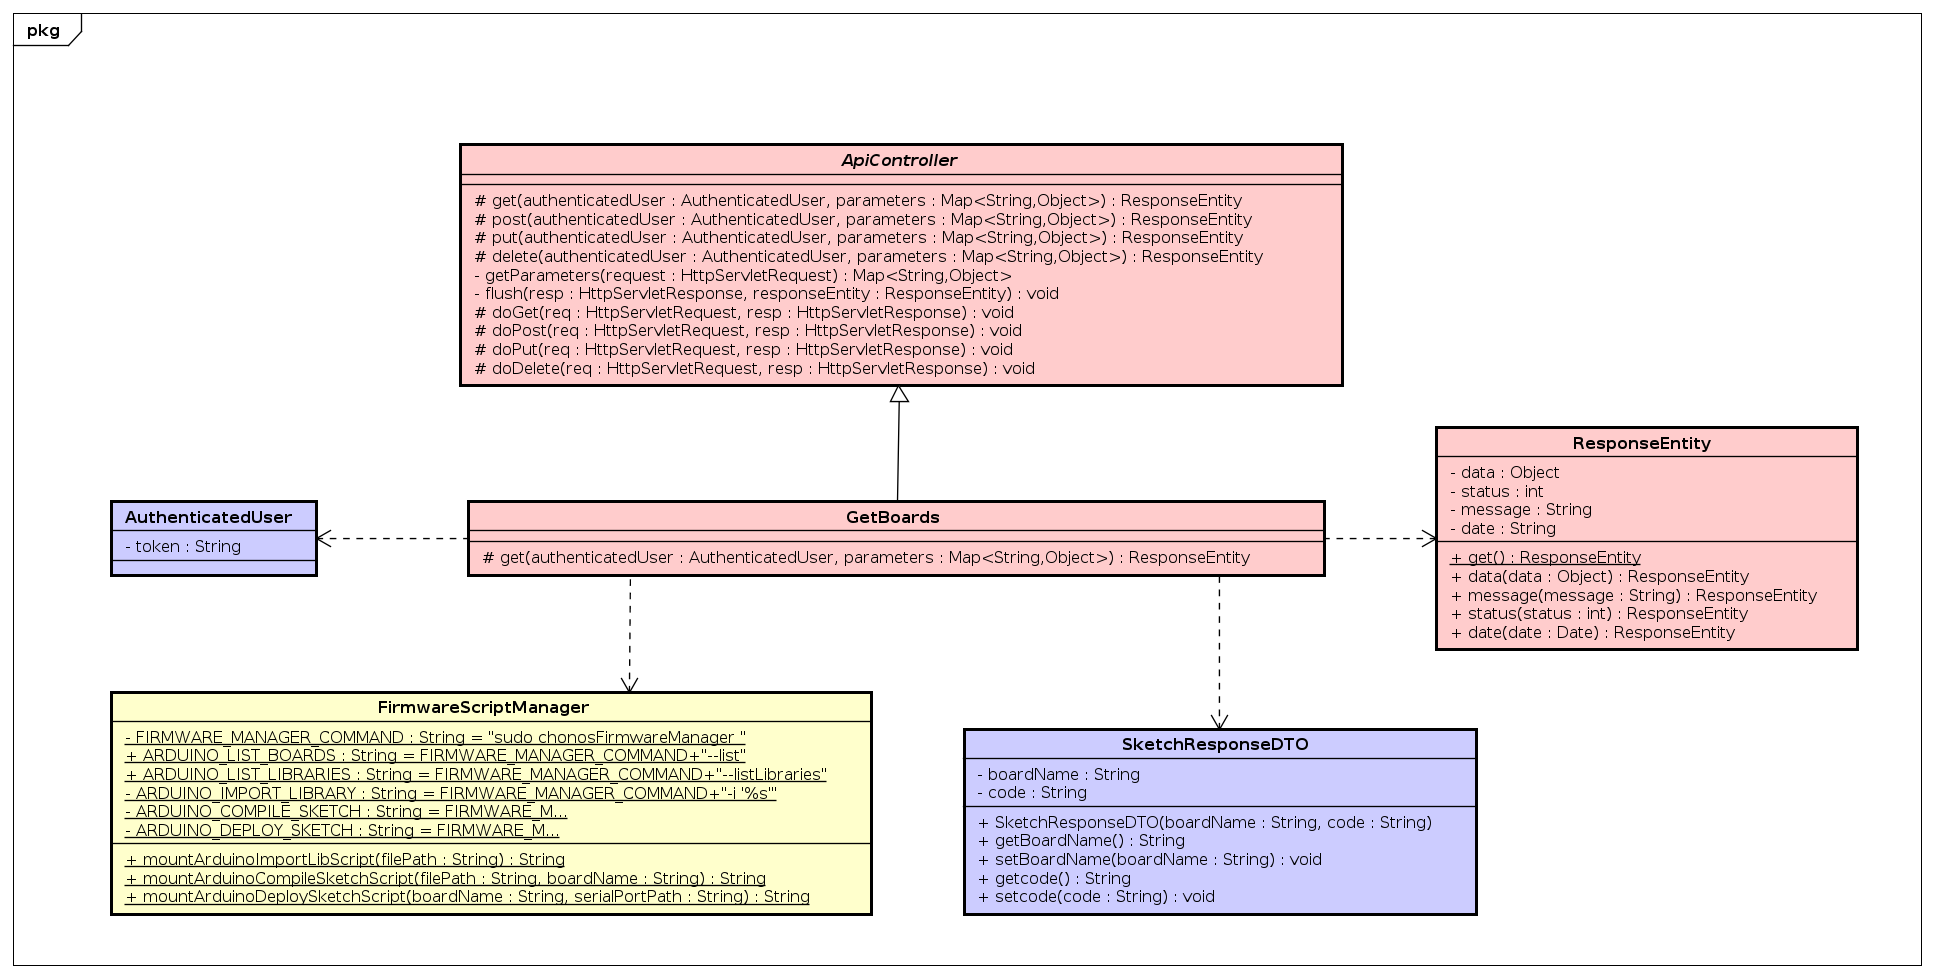 pkg
ApiController
# get(authenticatedUser : AuthenticatedUser, parameters : Map<String,Object>) : ResponseEntity
# post(authenticatedUser : AuthenticatedUser, parameters : Map<String,Object>) : ResponseEntity
# put(authenticatedUser : AuthenticatedUser, parameters : Map<String,Object>) : ResponseEntity
# delete(authenticatedUser : AuthenticatedUser, parameters : Map<String,Object>) : ResponseEntity
- getParameters(request : HttpServletRequest) : Map<String,Object>
- flush(resp : HttpServletResponse, responseEntity : ResponseEntity) : void
# doGet(req : HttpServletRequest, resp : HttpServletResponse) : void
# doPost(req : HttpServletRequest, resp : HttpServletResponse) : void
# doPut(req : HttpServletRequest, resp : HttpServletResponse) : void
# doDelete(req : HttpServletRequest, resp : HttpServletResponse) : void
ResponseEntity
- data : Object
- status : int
- message : String
- date : String
+ get() : ResponseEntity
+ data(data : Object) : ResponseEntity
+ message(message : String) : ResponseEntity
+ status(status : int) : ResponseEntity
+ date(date : Date) : ResponseEntity
AuthenticatedUser
- token : String
GetBoards
# get(authenticatedUser : AuthenticatedUser, parameters : Map<String,Object>) : ResponseEntity
FirmwareScriptManager
- FIRMWARE_MANAGER_COMMAND : String = "sudo chonosFirmwareManager "
+ ARDUINO_LIST_BOARDS : String = FIRMWARE_MANAGER_COMMAND+"--list"
+ ARDUINO_LIST_LIBRARIES : String = FIRMWARE_MANAGER_COMMAND+"--listLibraries"
- ARDUINO_IMPORT_LIBRARY : String = FIRMWARE_MANAGER_COMMAND+"-i '%s'"
- ARDUINO_COMPILE_SKETCH : String = FIRMWARE_M...
- ARDUINO_DEPLOY_SKETCH : String = FIRMWARE_M...
+ mountArduinoImportLibScript(filePath : String) : String
+ mountArduinoCompileSketchScript(filePath : String, boardName : String) : String
+ mountArduinoDeploySketchScript(boardName : String, serialPortPath : String) : String
SketchResponseDTO
- boardName : String
- code : String
+ SketchResponseDTO(boardName : String, code : String)
+ getBoardName() : String
+ setBoardName(boardName : String) : void
+ getcode() : String
+ setcode(code : String) : void